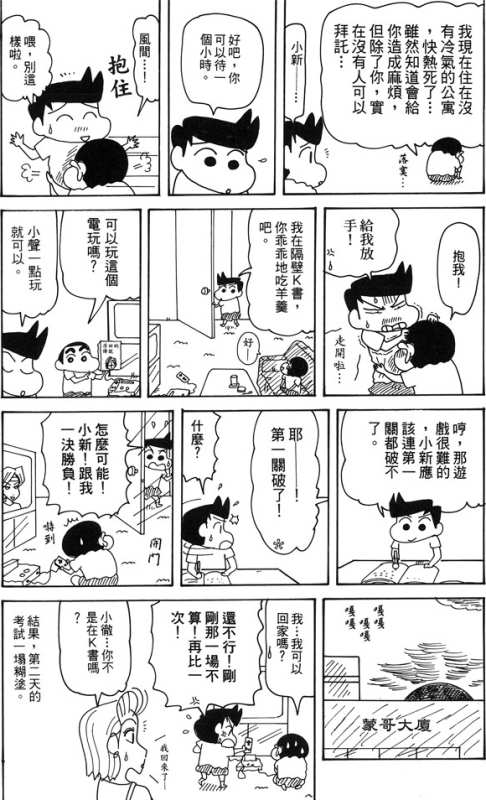 我現在住在沒
有冷氣的公寓
，快熱死了…
雖然知道會給
你造成麻煩，
但除了你，實
在沒有人可以
拜託…
落寞…
小新……
好吧，你
可以待一
個小時。
風間…！
抱住
喂，別這
樣啦。
抱我！
給我放
手！
走開啦…
我在隔壁K書，
你乖乖地吃羊羹
吧。
好—
可以玩這個
電玩嗎？
小聲一點玩
就可以。
哼，那遊
戲很難的
，小新應
該連第一
關都破不
了。
耶——！
第一關破了！
什麼？
開門
怎麼可能！
小新！跟我
一決勝負！
嚇到
嘎
嘎
嘎
嘎
嘎
嘎
蒙哥大廈
我…我可以
回家嗎？
還不行！剛
剛那一場不
算！再比一
次！
我回來了—
小徹…你不
是在K書嗎
？
結果，第二天的
考試一塌糊塗。